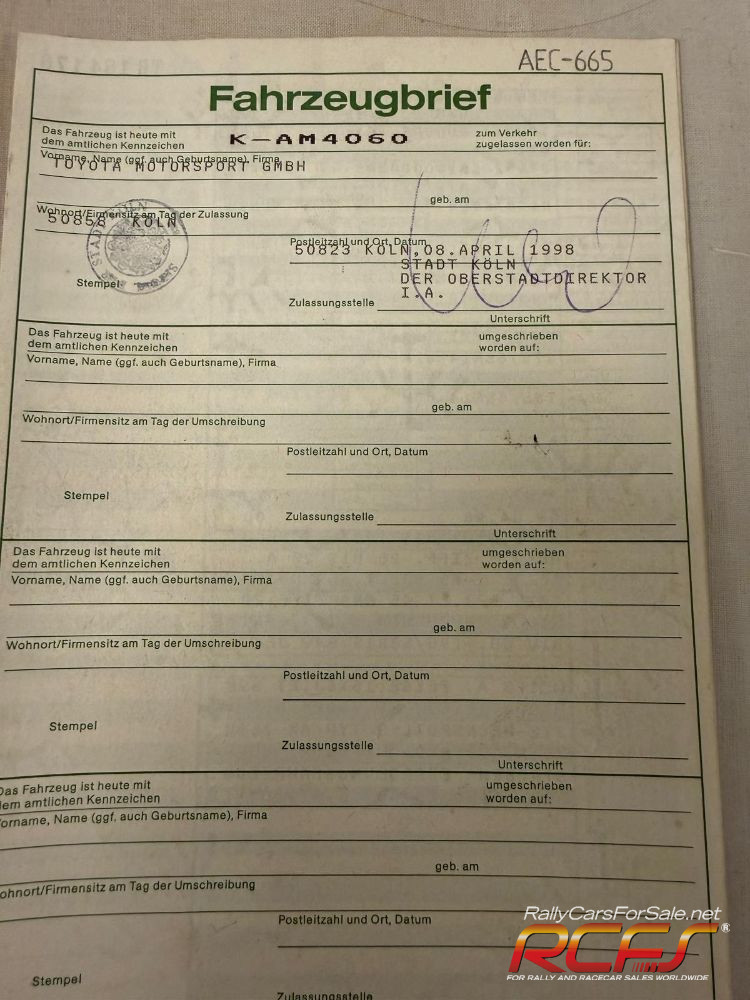 AEC-665
Fahrzeugbrief
Das Fahrzeug ist heute mit
dem amtlichen Kennzeichen K-AM4060 zum Verkehr
zugelassen worden für:
Vorname, Name (ggf. auch Geburtsname), Firma
TOYOTA MOTORSPORT GMBH
geb. am
Wohnort/Firmensitz am Tag der Zulassung
50858 KÖLN
STADT KÖLN
Postleitzahl und Ort, Datum
50823 KÖLN,08.APRIL 1998
STADT KÖLN
DER OBERSTADTDIREKTOR
I.A.
Stempel
Zulassungsstelle
Unterschrift
Das Fahrzeug ist heute mit
dem amtlichen Kennzeichen
umgeschrieben
worden auf:
Vorname, Name (ggf. auch Geburtsname), Firma
geb. am
Wohnort/Firmensitz am Tag der Umschreibung
Postleitzahl und Ort, Datum
Stempel
Zulassungsstelle
Unterschrift
Das Fahrzeug ist heute mit
dem amtlichen Kennzeichen
umgeschrieben
worden auf:
Vorname, Name (ggf. auch Geburtsname), Firma
geb. am
Wohnort/Firmensitz am Tag der Umschreibung
Postleitzahl und Ort, Datum
Stempel
Zulassungsstelle
Unterschrift
Das Fahrzeug ist heute mit
dem amtlichen Kennzeichen
umgeschrieben
worden auf:
Vorname, Name (ggf. auch Geburtsname), Firma
geb. am
Wohnort/Firmensitz am Tag der Umschreibung
Postleitzahl und Ort, Datum
Stempel
Zulassungsstelle
RallyCarsForSale.net
RCFS®
FOR RALLY AND RACECAR SALES WORLDWIDE